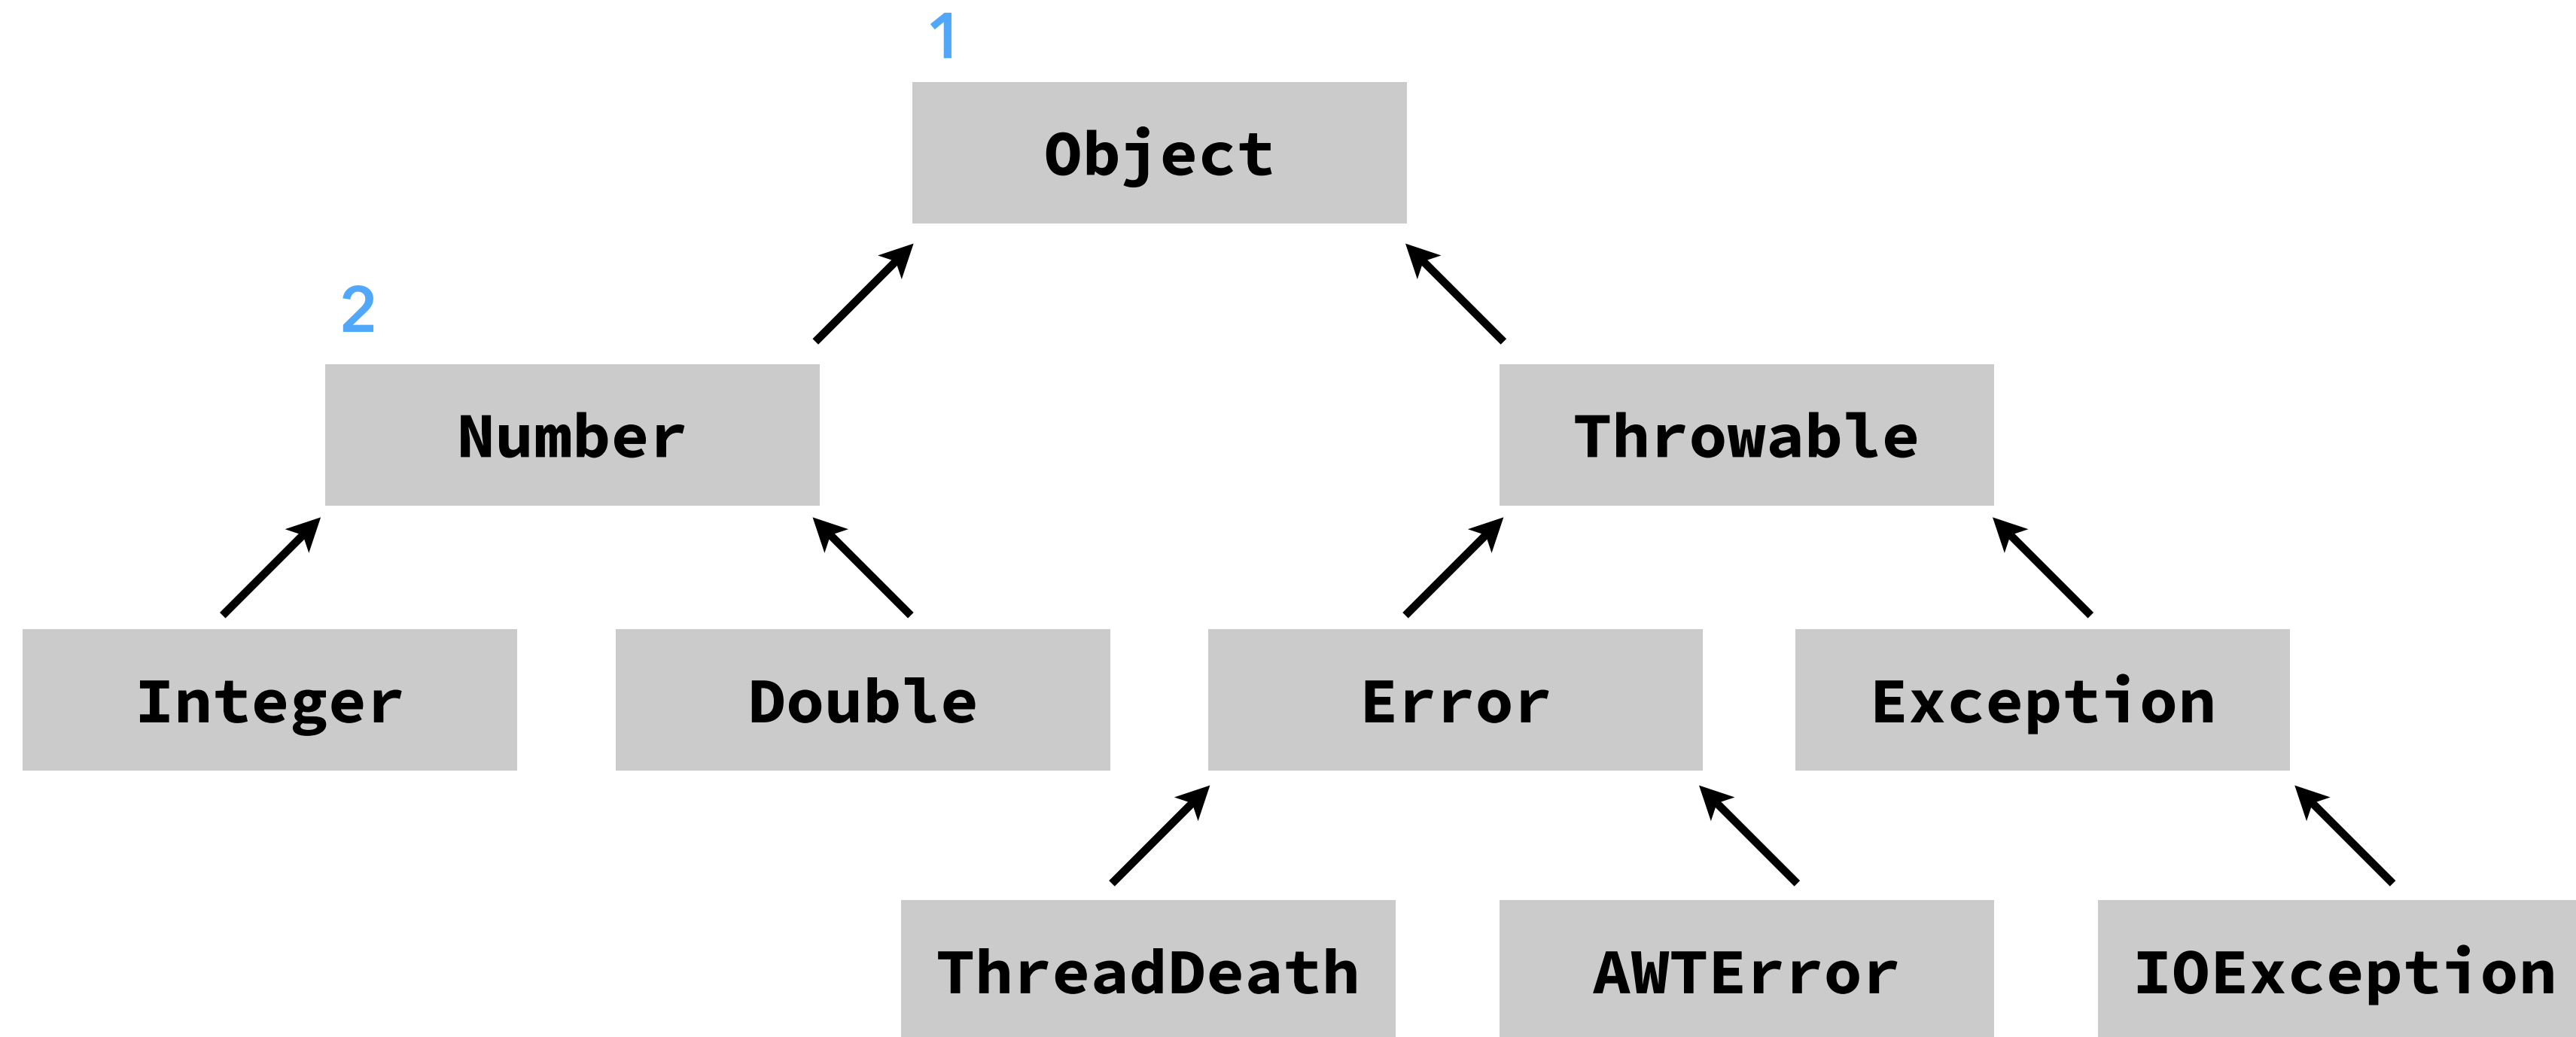 1
Object
2
Number
Throwable
Integer
Double
Error
Exception
ThreadDeath
AWTError
IOException